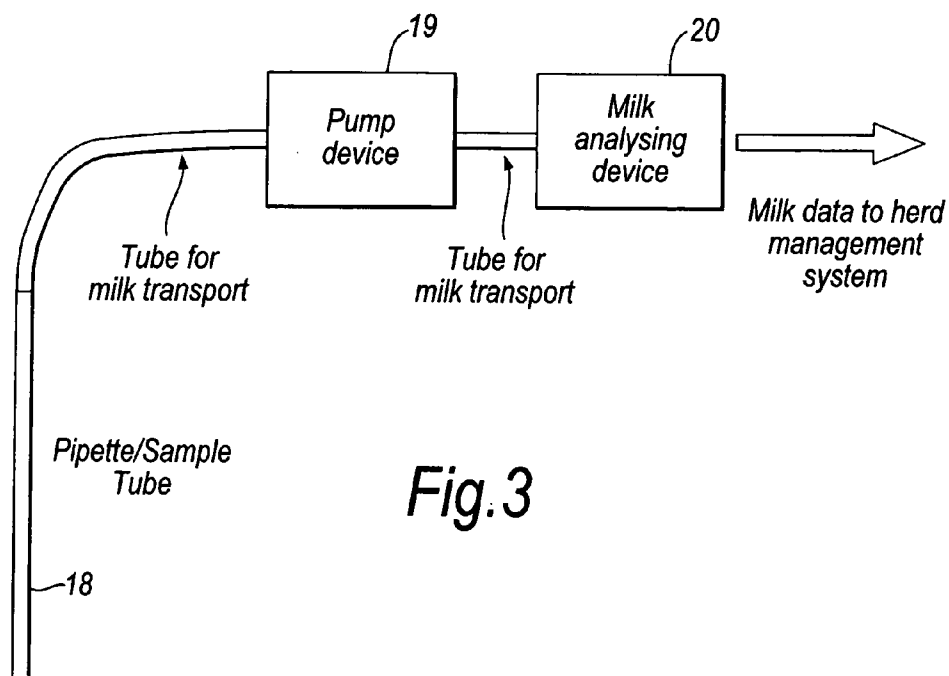 19
20
Pump
device
Milk
analysing
device
Tube for
milk transport
Tube for
milk transport
Milk data to herd
management
system
Pipette/Sample
Tube
Fig.3
18